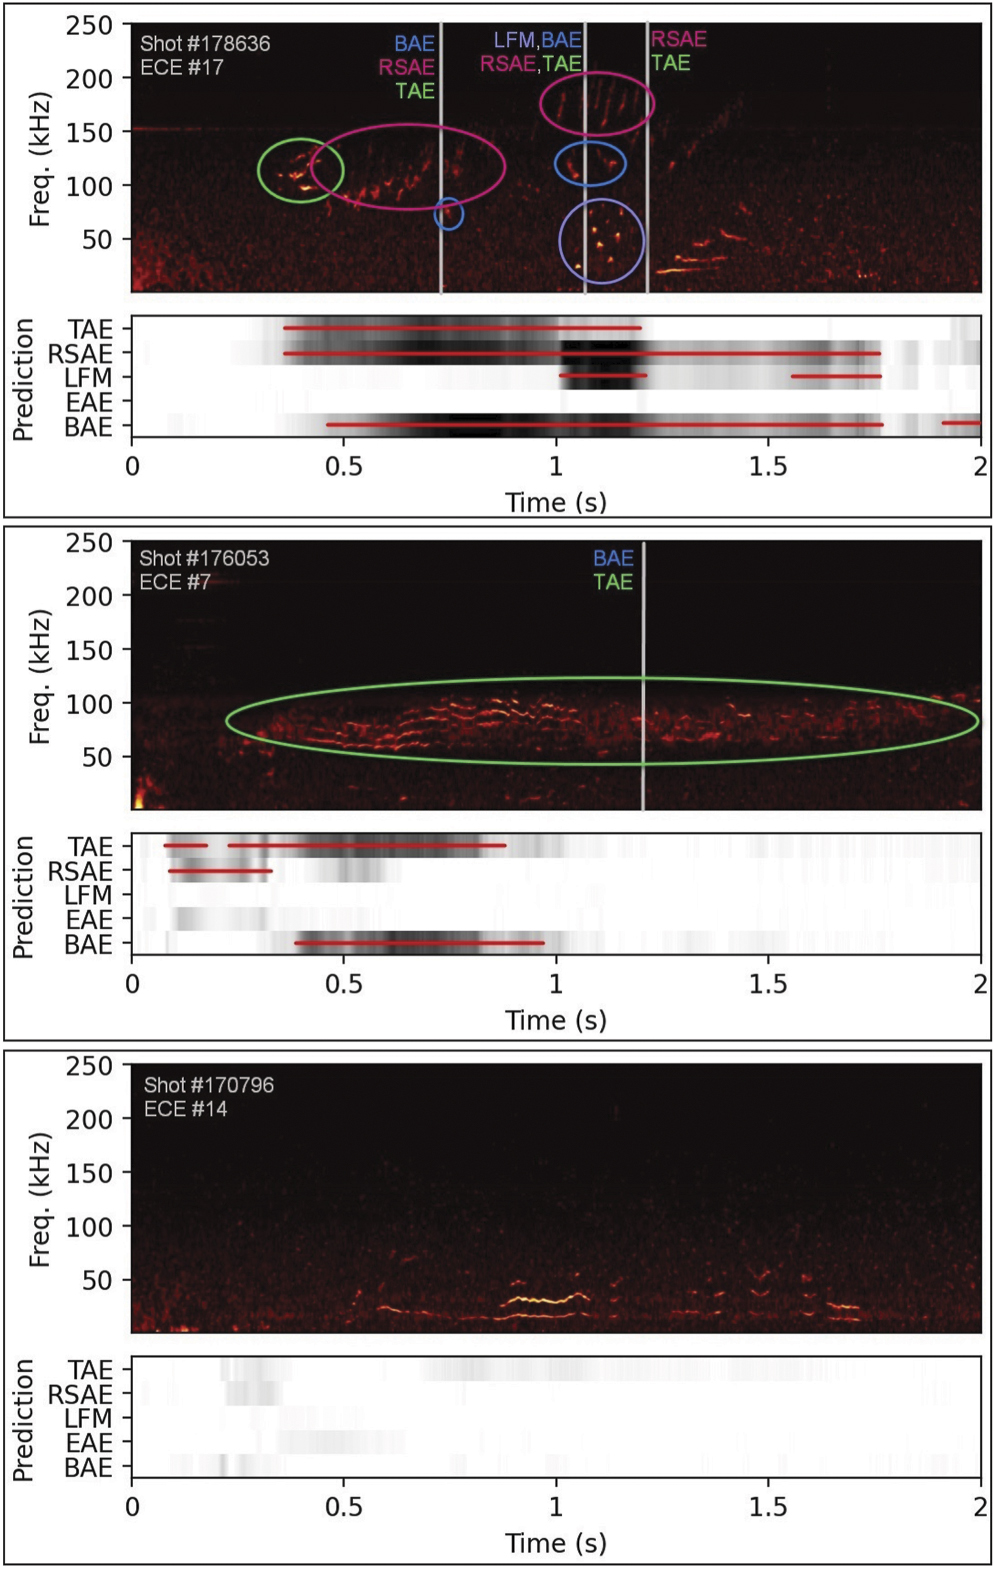 250
200
150
100
50
Freq. (kHz)
Shot #178636
ECE #17
BAE
RSAE
TAE
LFM,BAE
RSAE,TAE
RSAE
TAE
Prediction
TAE
RSAE
LFM
EAE
BAE
0 0.5 1 1.5 2
Time (s)
250
200
150
100
50
Freq. (kHz)
Shot #176053
ECE #7
BAE
TAE
Prediction
TAE
RSAE
LFM
EAE
BAE
0 0.5 1 1.5 2
Time (s)
250
200
150
100
50
Freq. (kHz)
Shot #170796
ECE #14
Prediction
TAE
RSAE
LFM
EAE
BAE
0 0.5 1 1.5 2
Time (s)